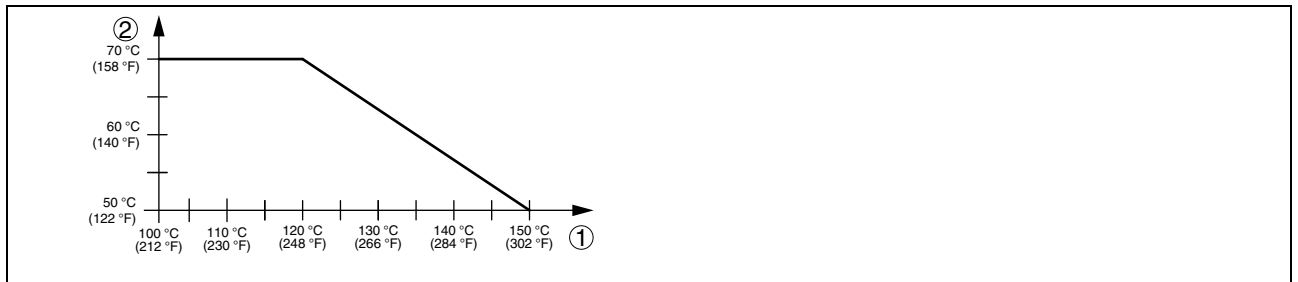 ②
70 °C
(158 °F)
60 °C
(140 °F)
50 °C
(122 °F)
100 °C 110 °C 120 °C 130 °C 140 °C 150 °C
(212 °F) (230 °F) (248 °F) (266 °F) (284 °F) (302 °F)
①